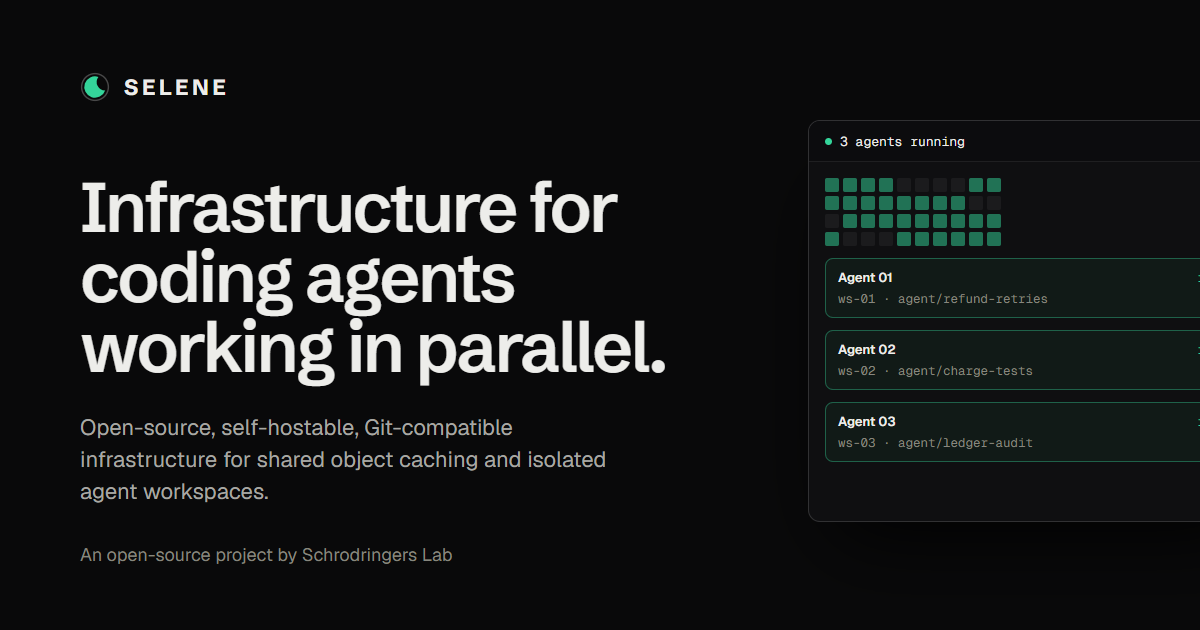 SELENE
Infrastructure for
coding agents
working in parallel.
Open-source, self-hostable, Git-compatible
infrastructure for shared object caching and isolated
agent workspaces.
An open-source project by Schrodringers Lab
3 agents running
Agent 01
ws-01 · agent/refund-retries
Agent 02
ws-02 · agent/charge-tests
Agent 03
ws-03 · agent/ledger-audit